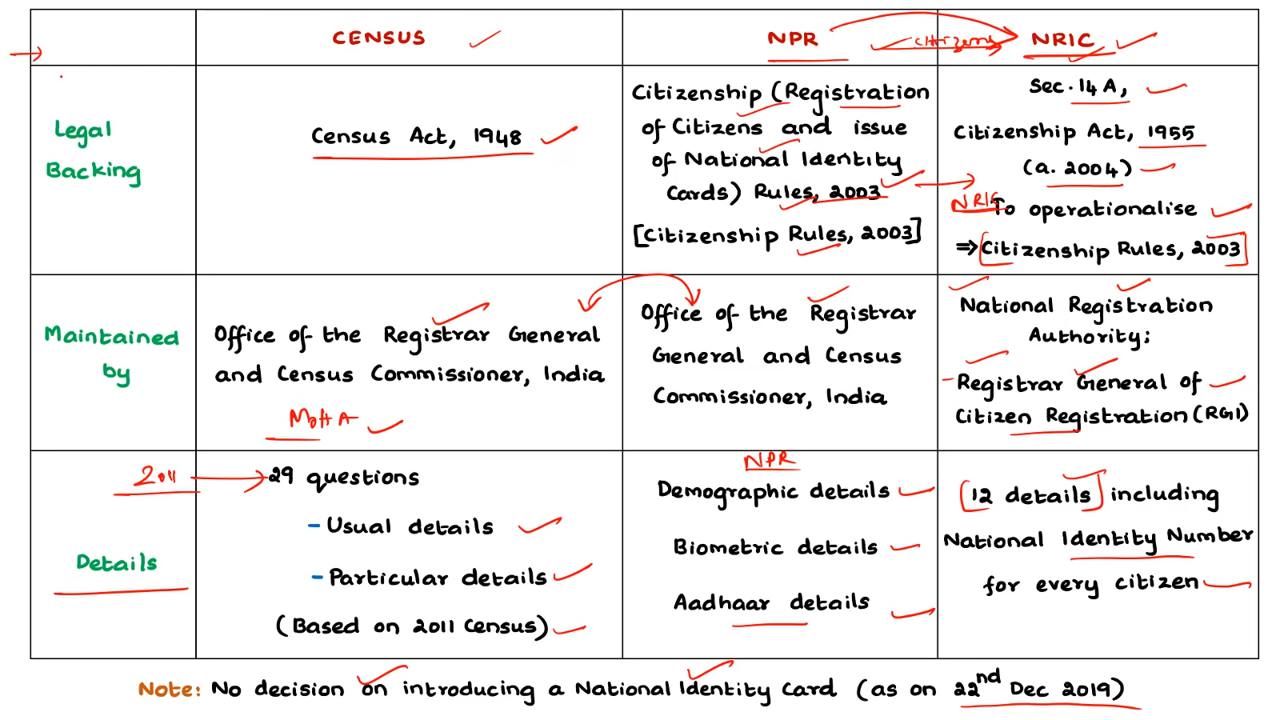 CENSUS
NPR
citizens
NRIC
Legal
Backing
Census Act, 1948
Citizenship (Registration
of Citizens and issue
of National Identity
Cards) Rules, 2003
[Citizenship Rules, 2003]
Sec. 14A,
Citizenship Act, 1955
(a. 2004)
NRIC
To operationalise
⇒ Citizenship Rules, 2003
Maintained
by
Office of the Registrar General
and Census Commissioner, India
MoHA
Office of the Registrar
General and Census
Commissioner, India
National Registration
Authority:
Registrar General of
Citizen Registration (RGI)
Details
2011
29 questions
- Usual details
- Particular details
(Based on 2011 Census)
NPR
Demographic details
Biometric details
Aadhaar details
[12 details] including
National Identity Number
for every citizen
Note: No decision on introducing a National Identity Card (as on 22nd Dec 2019)